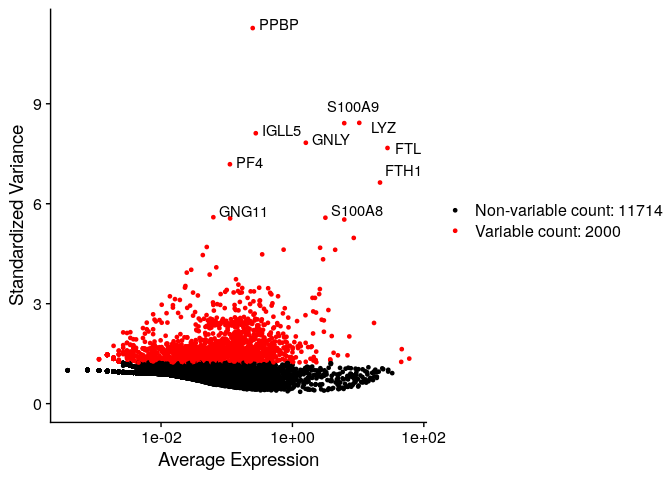 PPBP
S100A9
LYZ
IGLL5
GNLY
FTL
PF4
FTH1
GNG11
S100A8
Standardized Variance
9
6
3
0
1e-02
1e+00
1e+02
Average Expression
Non-variable count: 11714
Variable count: 2000